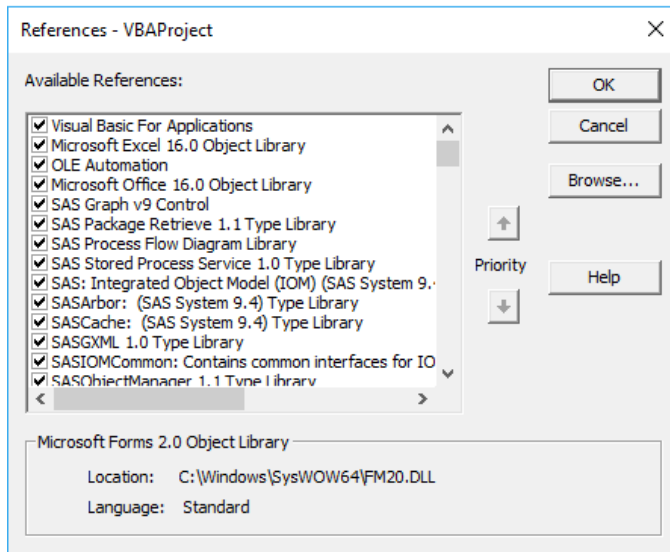 References - VBAProject
Available References:
Visual Basic For Applications
Microsoft Excel 16.0 Object Library
OLE Automation
Microsoft Office 16.0 Object Library
SAS Graph v9 Control
SAS Package Retrieve 1.1 Type Library
SAS Process Flow Diagram Library
SAS Stored Process Service 1.0 Type Library
SAS: Integrated Object Model (IOM) (SAS System 9.
SASArbor: (SAS System 9.4) Type Library
SASCache: (SAS System 9.4) Type Library
SASGXML 1.0 Type Library
SASIOMCommon: Contains common interfaces for IO
SASObjectManager 1.1 Type Library
Priority
OK
Cancel
Browse...
Help
Microsoft Forms 2.0 Object Library
Location: C:\Windows\SysWOW64\FM20.DLL
Language: Standard